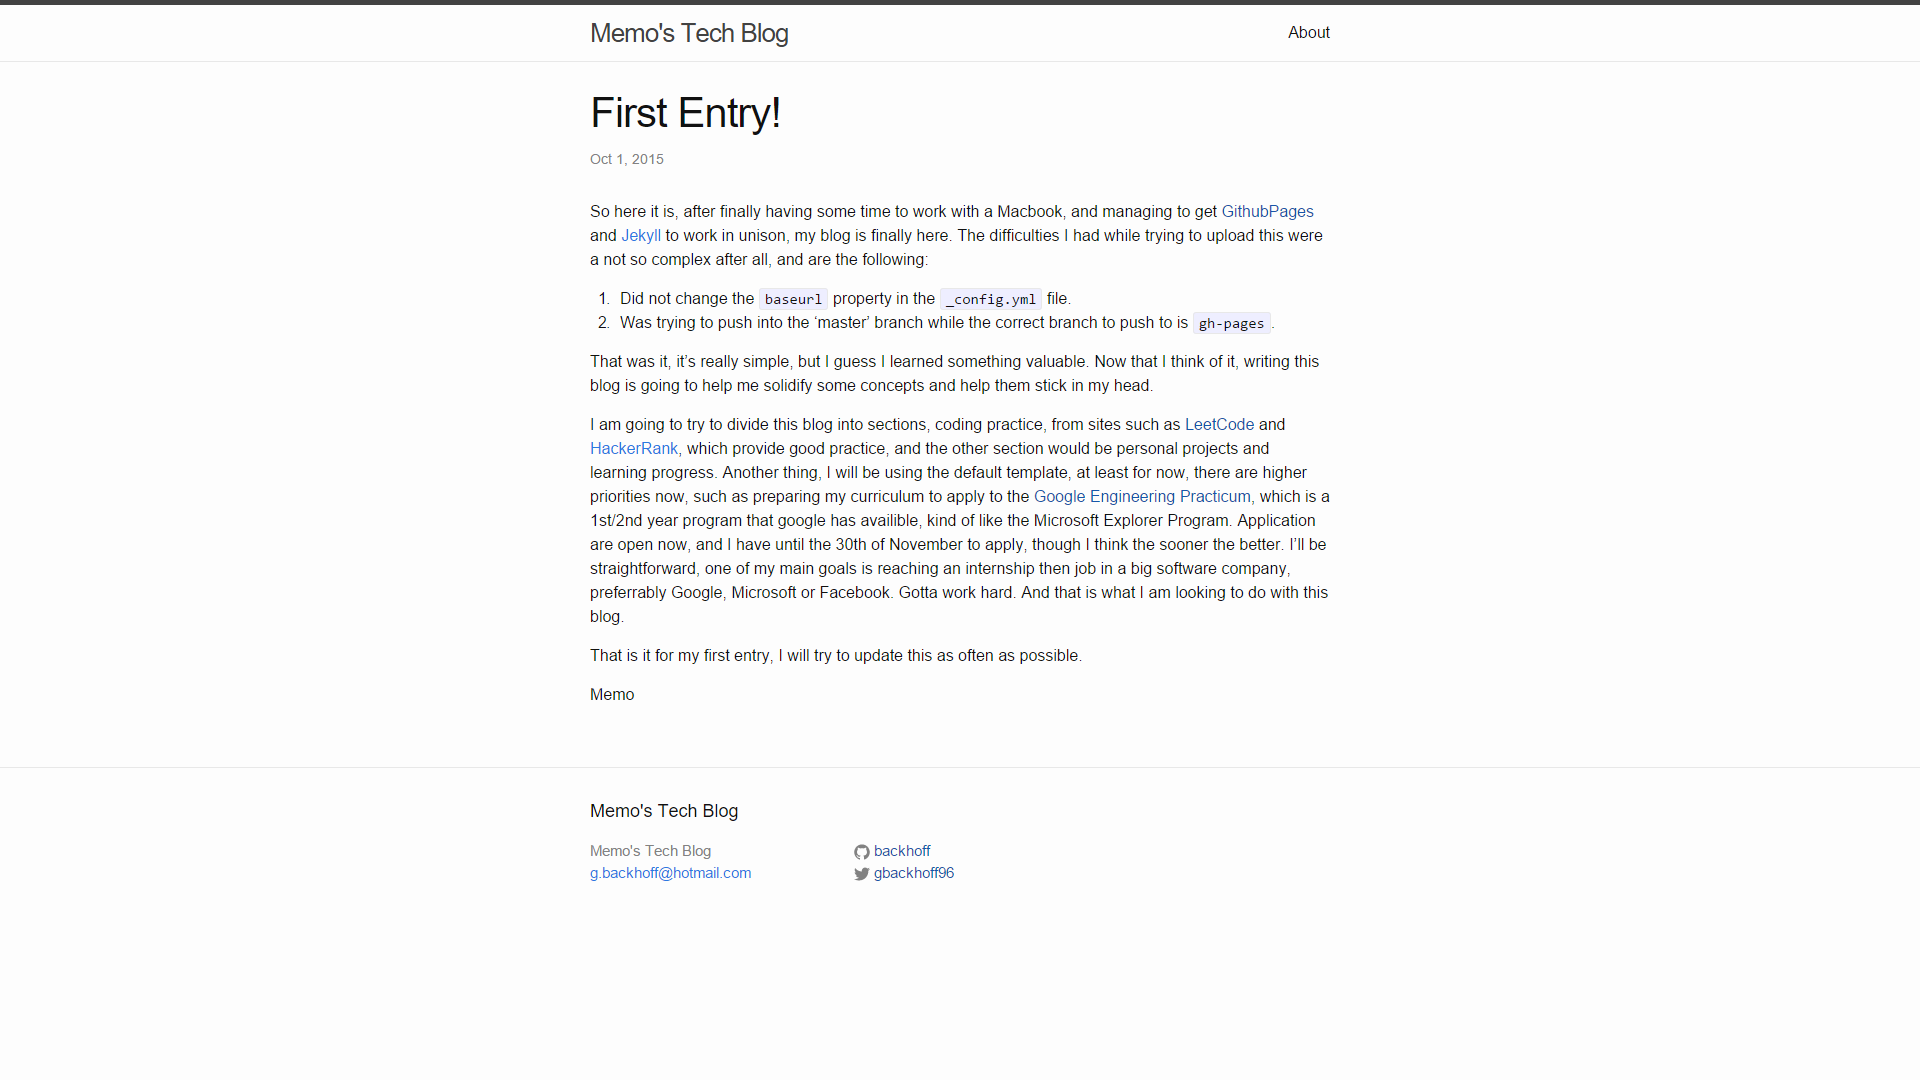 Memo's Tech Blog
About
First Entry!
Oct 1, 2015
So here it is, after finally having some time to work with a Macbook, and managing to get GithubPages
and Jekyll to work in unison, my blog is finally here. The difficulties I had while trying to upload this were
a not so complex after all, and are the following:
1. Did not change the baseurl property in the _config.yml file.
2. Was trying to push into the ‘master’ branch while the correct branch to push to is gh-pages.
That was it, it’s really simple, but I guess I learned something valuable. Now that I think of it, writing this
blog is going to help me solidify some concepts and help them stick in my head.
I am going to try to divide this blog into sections, coding practice, from sites such as LeetCode and
HackerRank, which provide good practice, and the other section would be personal projects and
learning progress. Another thing, I will be using the default template, at least for now, there are higher
priorities now, such as preparing my curriculum to apply to the Google Engineering Practicum, which is a
1st/2nd year program that google has availible, kind of like the Microsoft Explorer Program. Application
are open now, and I have until the 30th of November to apply, though I think the sooner the better. I’ll be
straightforward, one of my main goals is reaching an internship then job in a big software company,
preferrably Google, Microsoft or Facebook. Gotta work hard. And that is what I am looking to do with this
blog.
That is it for my first entry, I will try to update this as often as possible.
Memo
Memo's Tech Blog
Memo's Tech Blog
g.backhoff@hotmail.com
backhoff
gbackhoff96